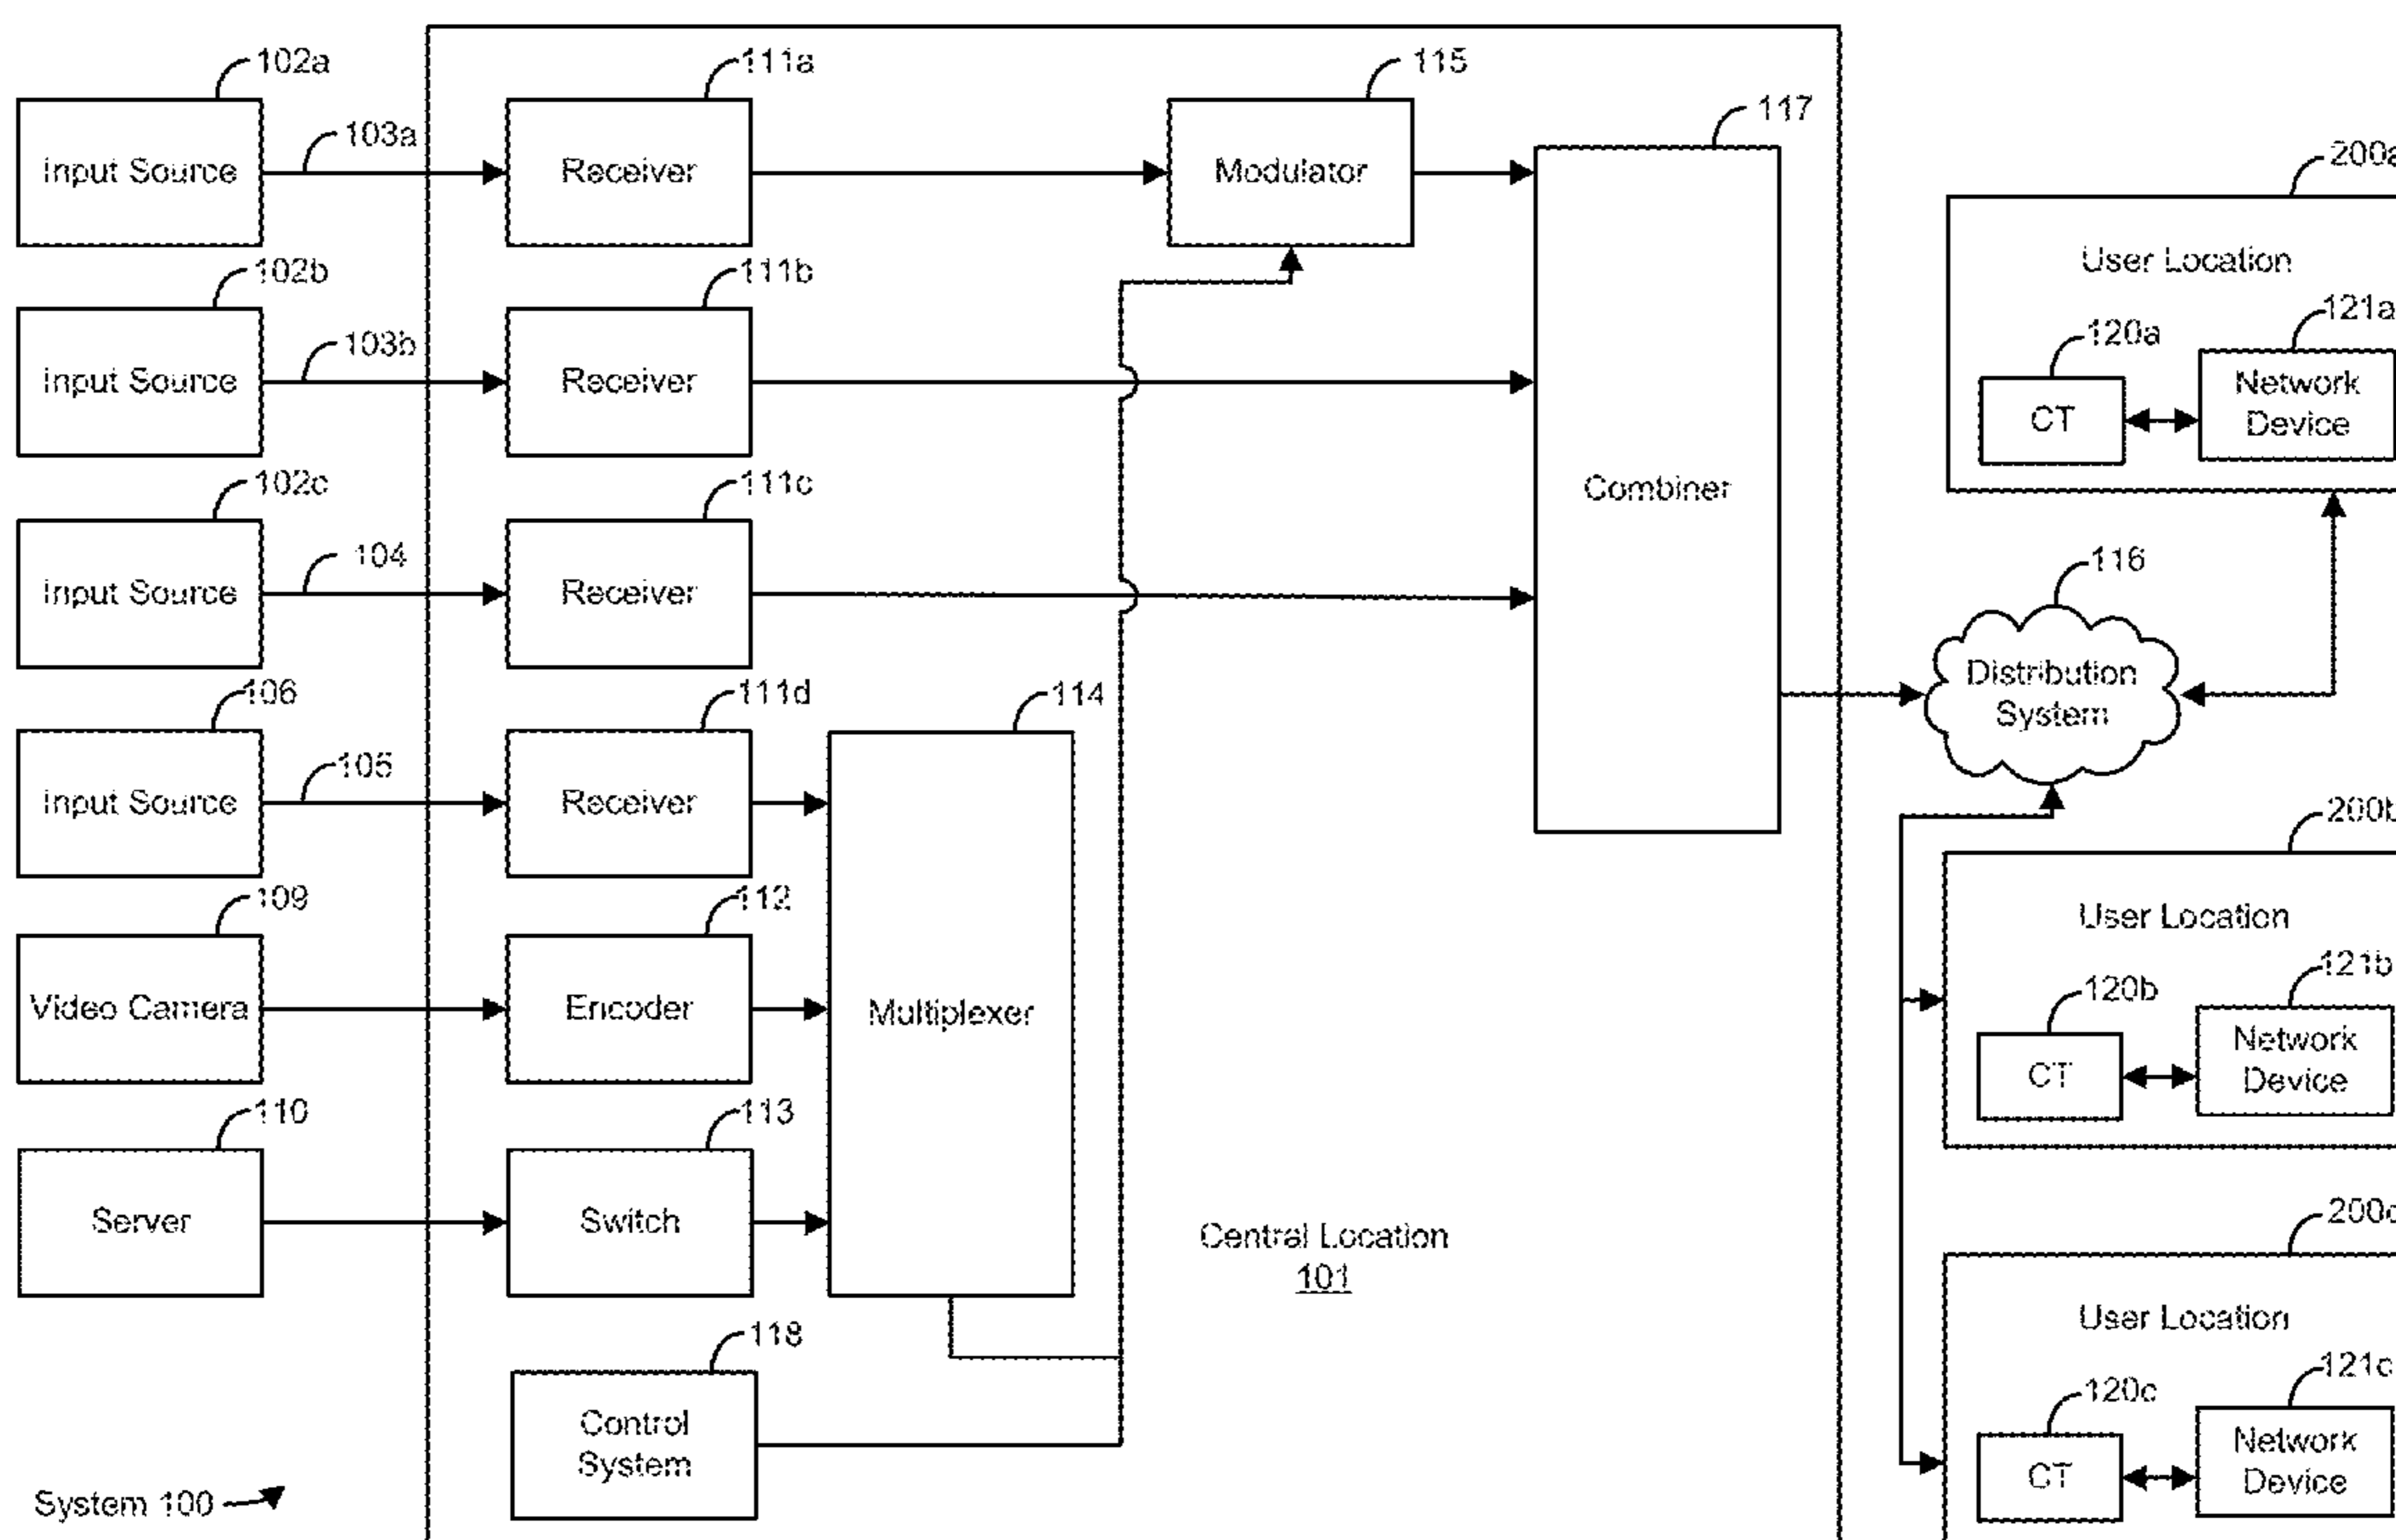 102a
111a
115
117
Input Source
103a
Receiver
Modulator
200a
User Location
102b
111b
Input Source
103b
Receiver
120a
121a
CT
Network
Device
102c
111c
Input Source
104
Receiver
Combiner
116
Distribution
System
106
111d
114
Input Source
105
Receiver
200b
User Location
109
112
Video Camera
Encoder
Multiplexer
120b
121b
CT
Network
Device
110
113
Server
Switch
Central Location
101
200c
User Location
118
Control
System
120c
121c
CT
Network
Device
System 100